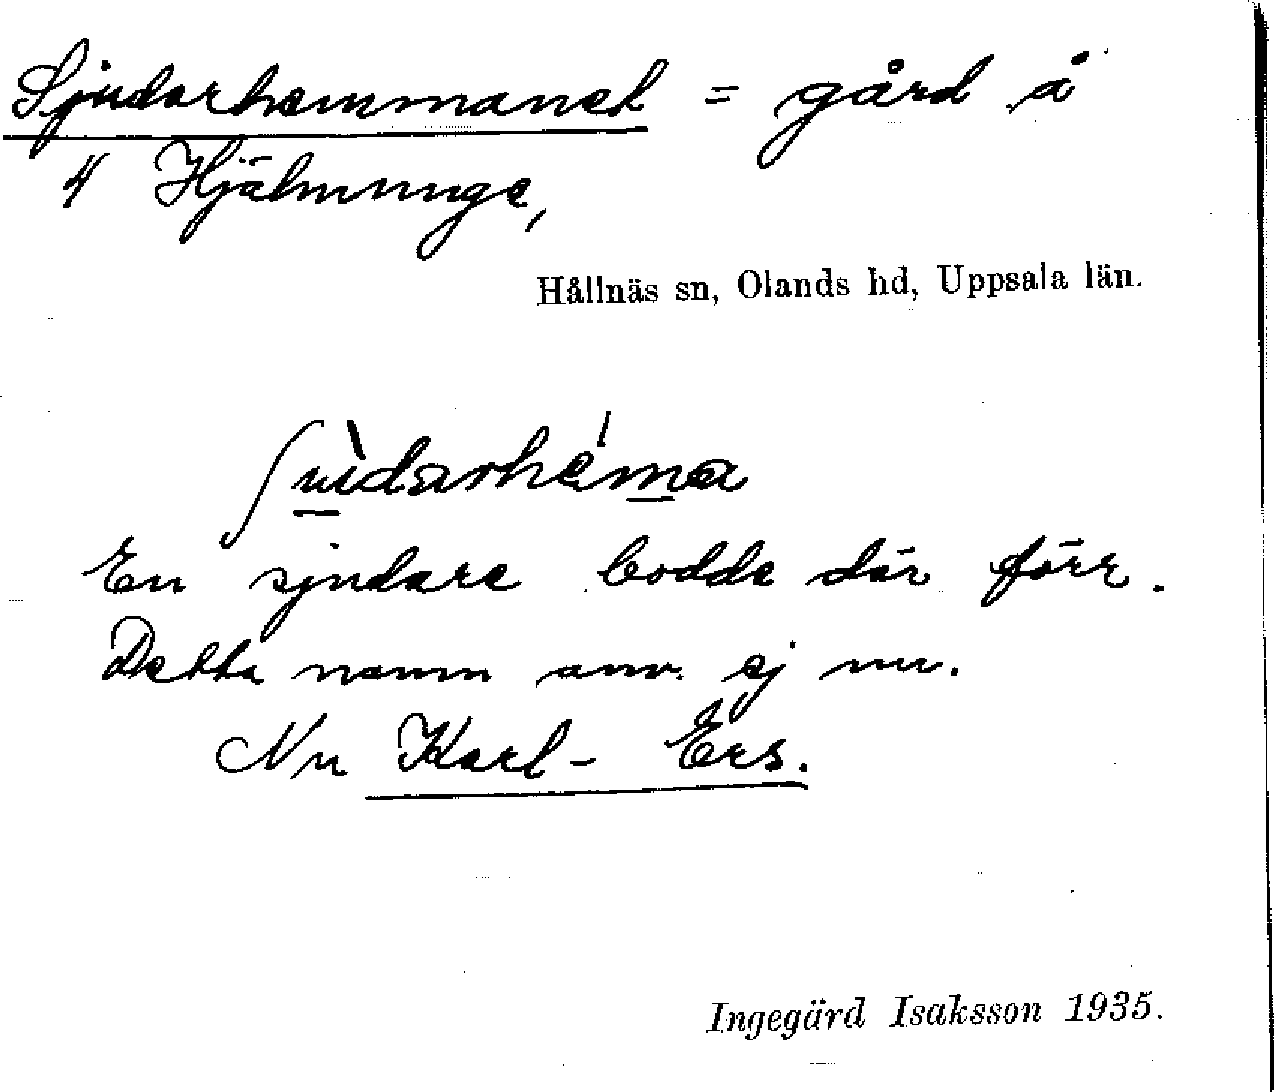 Sjudarhemmanet = gård å
4 Hjälmunge,
Hållnäs sn, Olands hd, Uppsala län.
ʃùdarhéma
En sjudare bodde där förr.
Detta namn anv. ej nu.
Nu Karl-Ers.
Ingegärd Isaksson 1935.